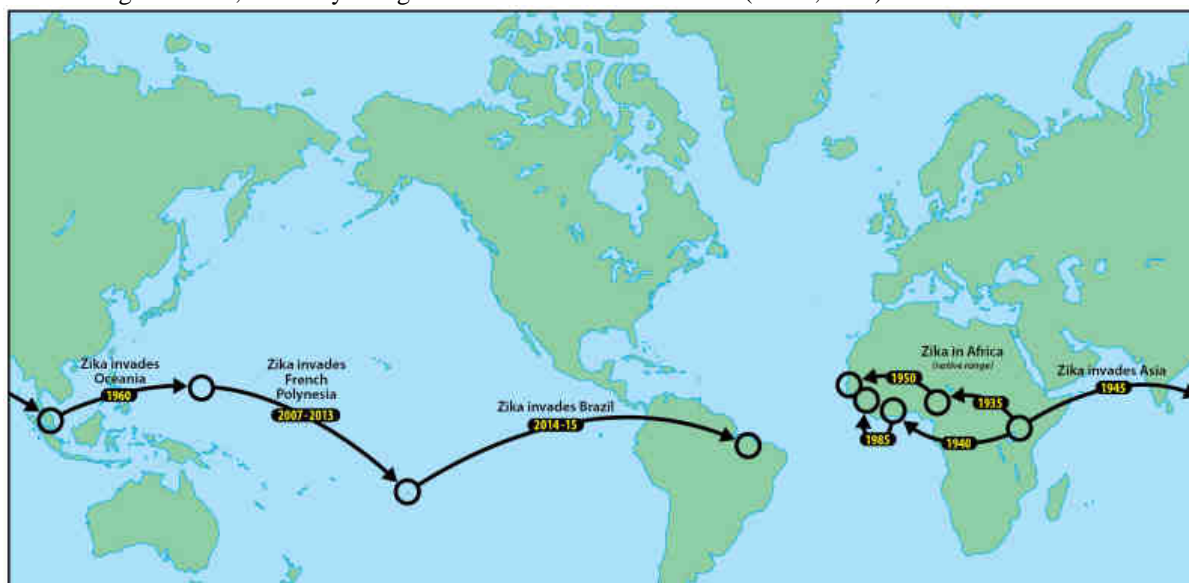 Zika invades
Oceania
1960
Zika invades
French
Polynesia
2007-2013
Zika invades Brazil
2014-15
Zika in Africa
(native range)
1950
1935
1985
1940
Zika invades Asia
1945